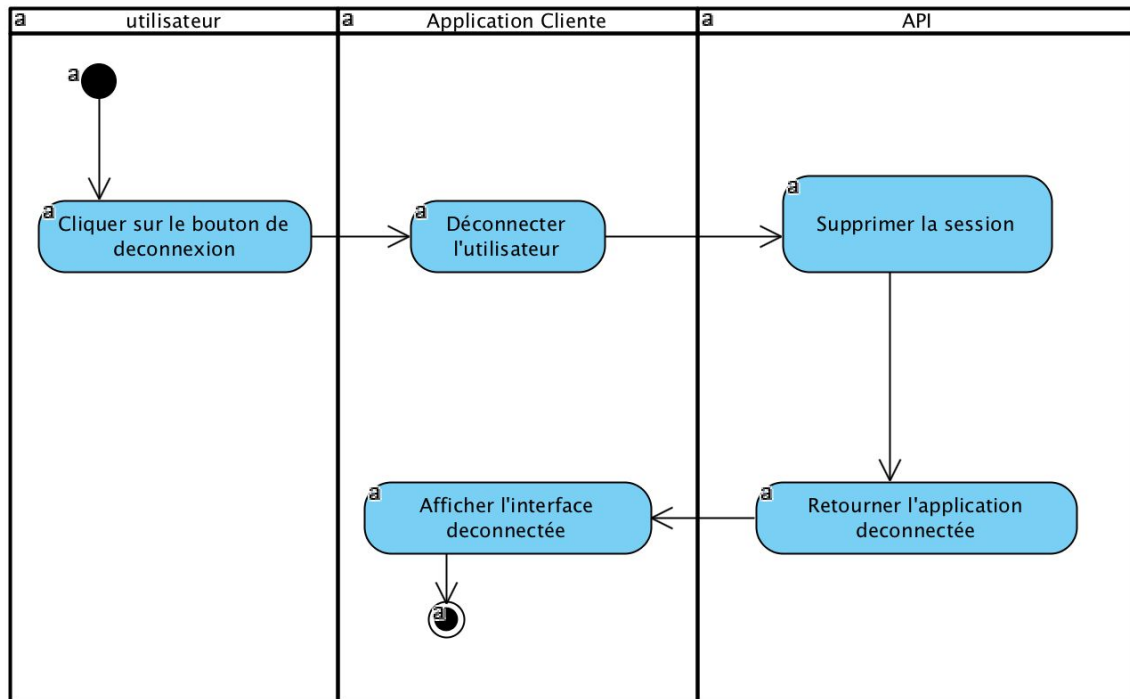 a utilisateur
a Application Cliente
a API
a
a
Cliquer sur le bouton de
deconnexion
a
Déconnecter
l'utilisateur
a
Supprimer la session
a
Afficher l'interface
deconnectée
a
Retourner l'application
deconnectée
a